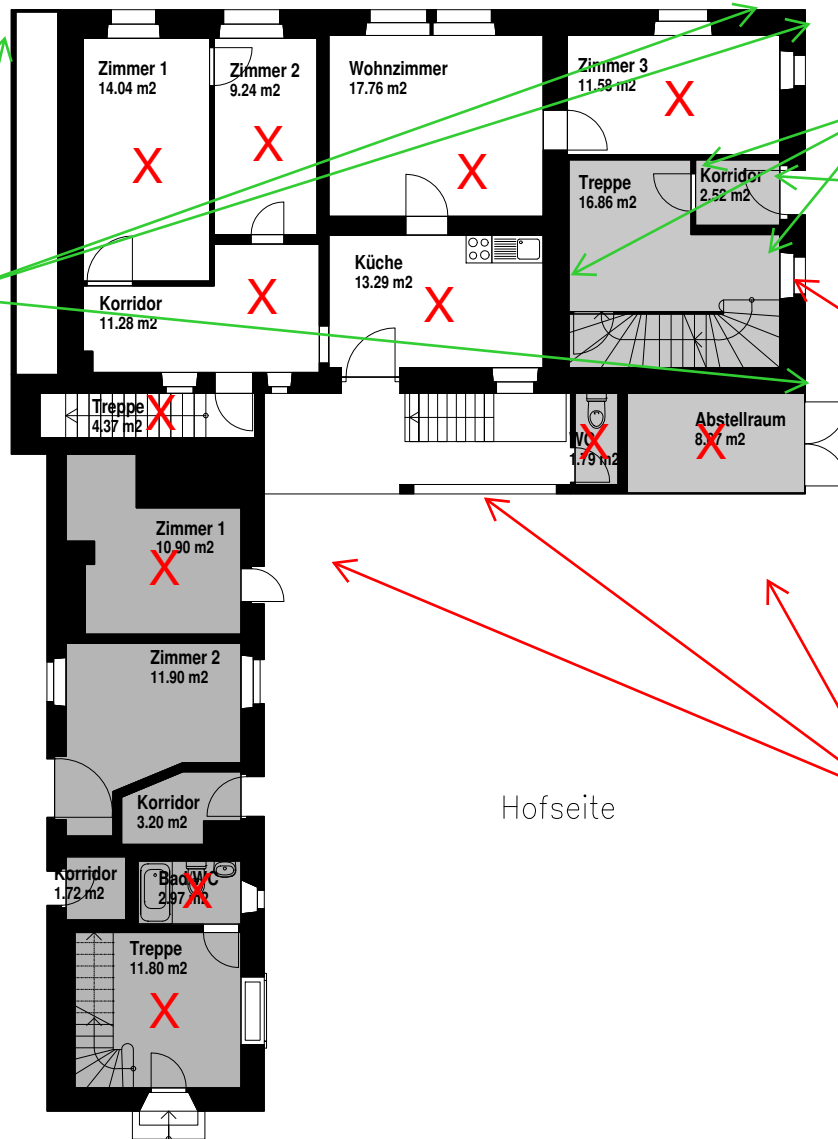 Zimmer 1
14.04 m2
Zimmer 2
9.24 m2
Wohnzimmer
17.76 m2
Zimmer 3
11.58 m2
Treppe
16.86 m2
Korridor
2.52 m2
Korridor
11.28 m2
Küche
13.29 m2
Treppe
4.37 m2
WC
1.79 m2
Abstellraum
m2
Zimmer 1
10.90 m2
Zimmer 2
11.90 m2
Korridor
3.20 m2
Hofseite
Korridor
1.72 m2
Bad/WC
2.97 m2
Treppe
11.80 m2
X
X
X
X
X
X
X
X
X
X
X
X